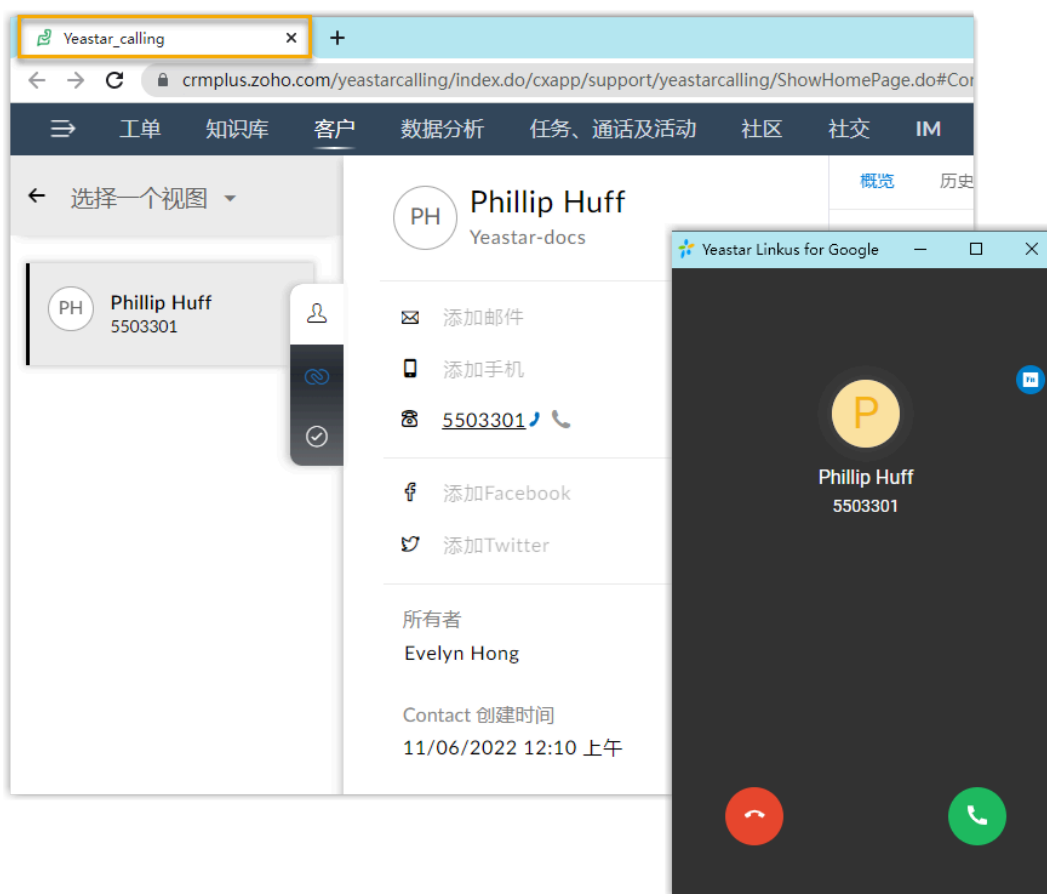 Yeastar_calling
crmplus.zoho.com/yeastarcalling/index.do/cxapp/support/yeastarcalling/ShowHomePage.do#Cor
工单 知识库 客户 数据分析 任务、通话及活动 社区 社交 IM
选择一个视图
PH
Phillip Huff
5503301
PH
Phillip Huff
Yeastar-docs
概览 历史
添加邮件
添加手机
5503301
添加Facebook
添加Twitter
所有者
Evelyn Hong
Contact 创建时间
11/06/2022 12:10 上午
Yeastar Linkus for Google
Fn
P
Phillip Huff
5503301